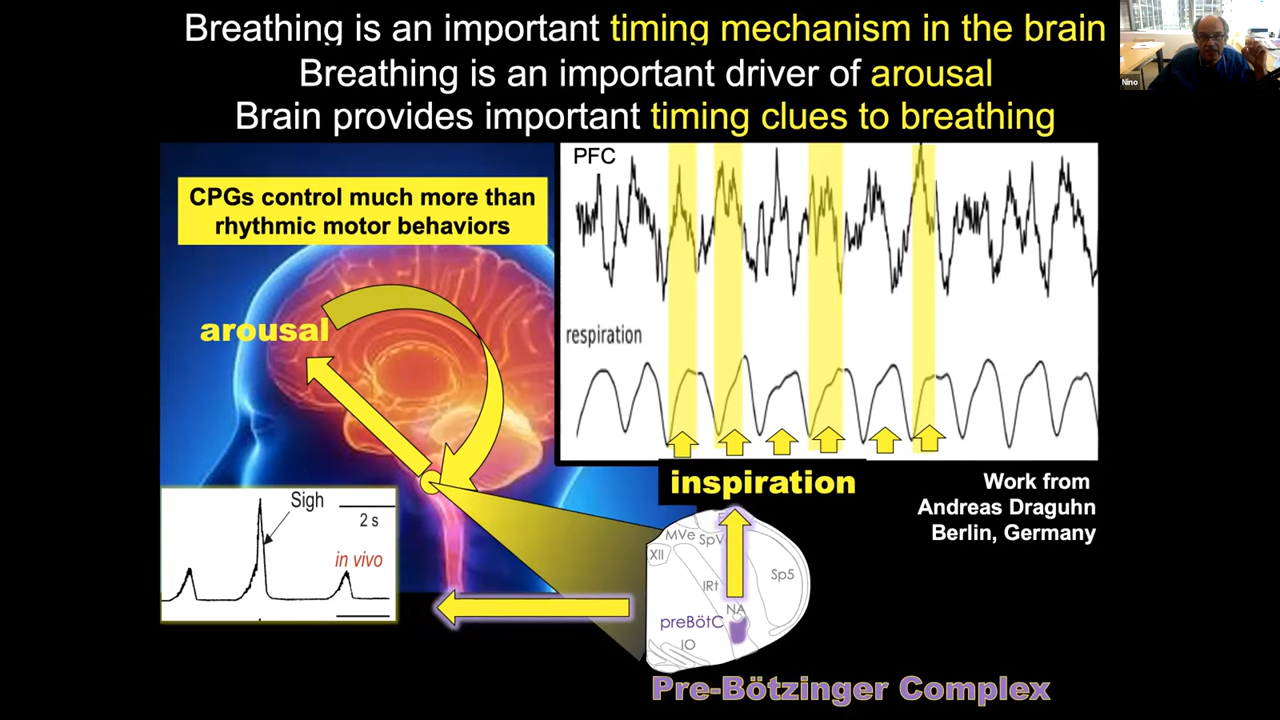 Breathing is an important timing mechanism in the brain
Breathing is an important driver of arousal
Brain provides important timing clues to breathing
Nino
CPGs control much more than
rhythmic motor behaviors
PFC
arousal
respiration
inspiration
Work from
Andreas Draguhn
Berlin, Germany
Sigh
2 s
in vivo
MVe
SpV
XII
IRt
Sp5
NA
preBötC
IO
Pre-Bötzinger Complex